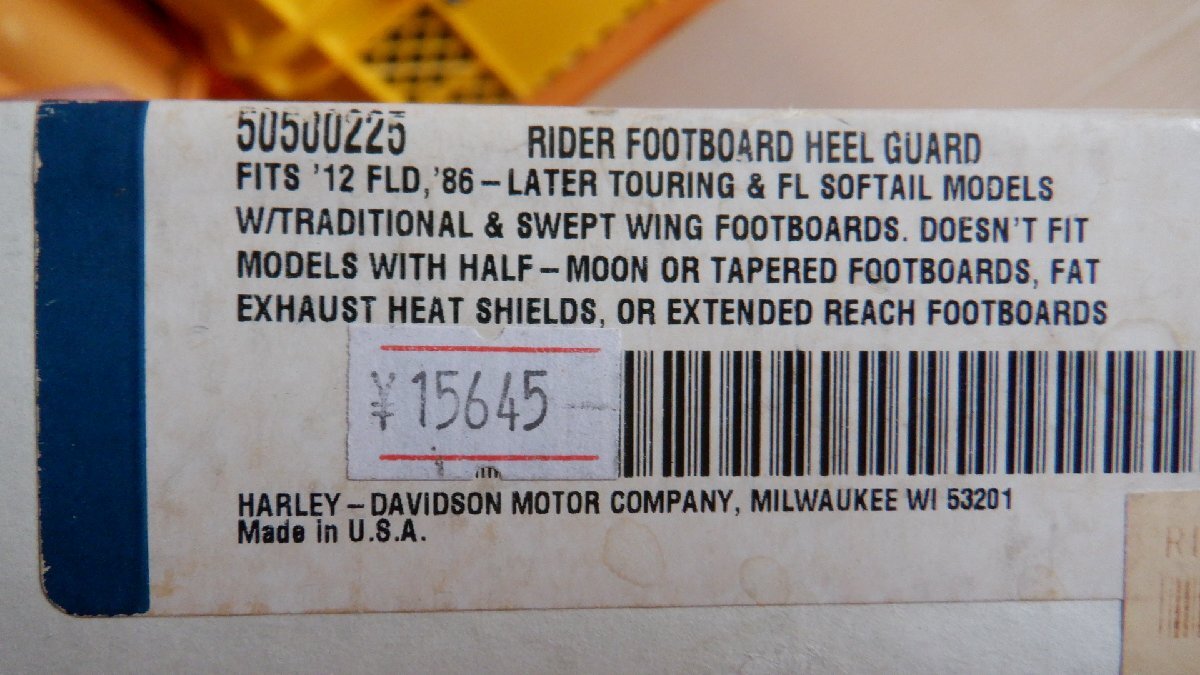 50500225 RIDER FOOTBOARD HEEL GUARD
FITS '12 FLD,'86-LATER TOURING & FL SOFTAIL MODELS
W/TRADITIONAL & SWEPT WING FOOTBOARDS. DOESN'T FIT
MODELS WITH HALF-MOON OR TAPERED FOOTBOARDS, FAT
EXHAUST HEAT SHIELDS, OR EXTENDED REACH FOOTBOARDS
¥15645
HARLEY-DAVIDSON MOTOR COMPANY, MILWAUKEE WI 53201
Made in U.S.A.